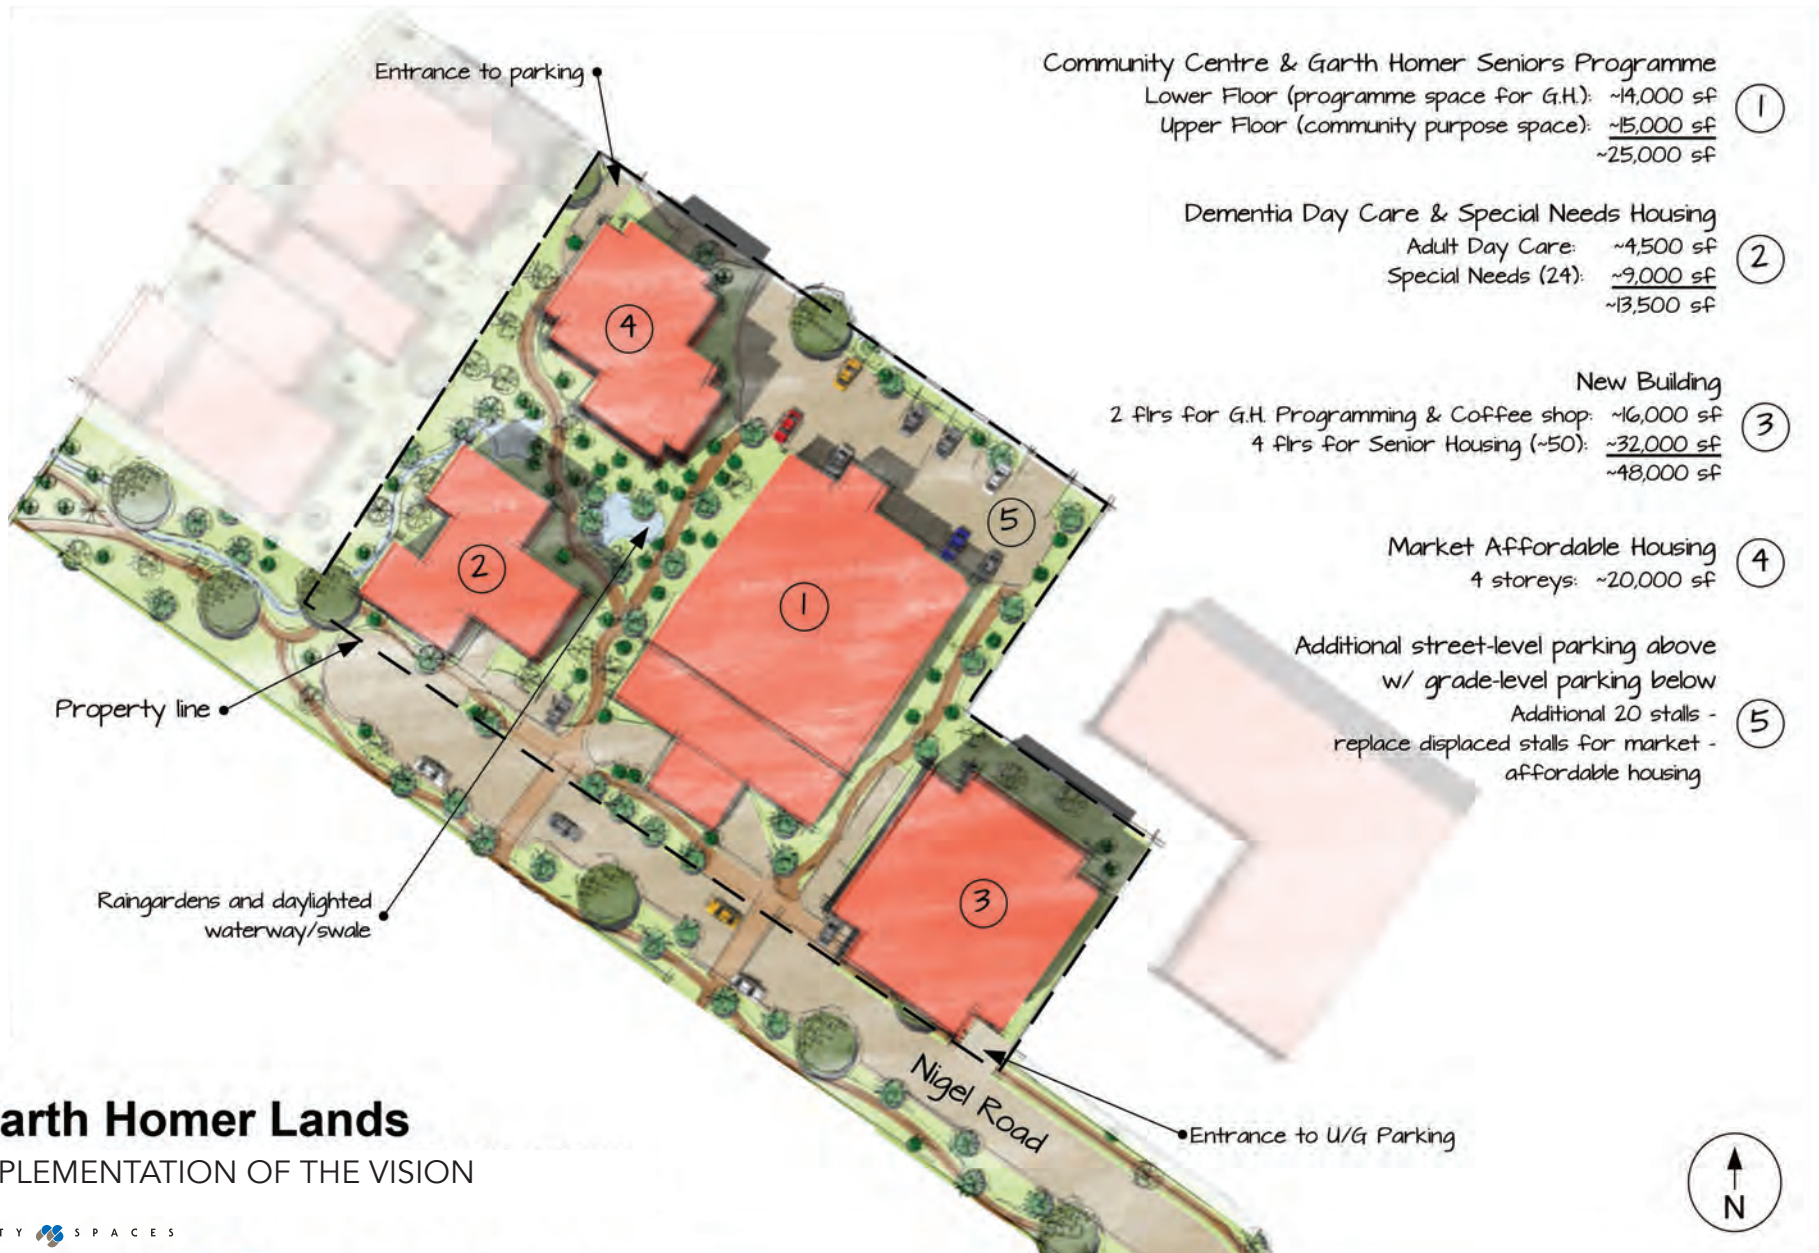 Entrance to parking
Community Centre & Garth Homer Seniors Programme
Lower Floor (programme space for G.H.): ~14,000 sf
Upper Floor (community purpose space): ~15,000 sf
~25,000 sf
1
Dementia Day Care & Special Needs Housing
Adult Day Care: ~4,500 sf
Special Needs (24): ~9,000 sf
~13,500 sf
2
New Building
2 flrs for G.H. Programming & Coffee shop: ~16,000 sf
4 flrs for Senior Housing (~50): ~32,000 sf
~48,000 sf
3
Market Affordable Housing
4 storeys: ~20,000 sf
4
Additional street-level parking above
w/ grade-level parking below
Additional 20 stalls -
replace displaced stalls for market -
affordable housing
5
4
5
2
1
3
Property line
Raingardens and daylighted
waterway/swale
Nigel Road
Entrance to U/G Parking
arth Homer Lands
PLEMENTATION OF THE VISION
TY SPACES
N